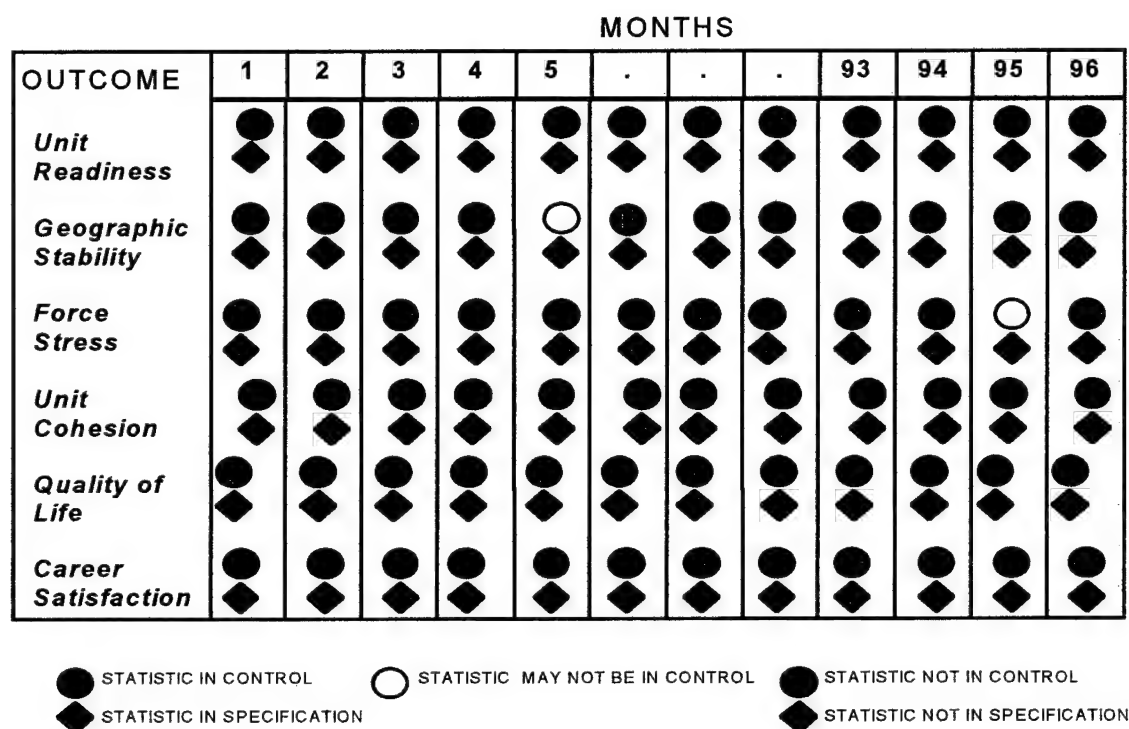 MONTHS
OUTCOME 1 2 3 4 5 . . . 93 94 95 96
Unit
Readiness
Geographic
Stability
Force
Stress
Unit
Cohesion
Quality of
Life
Career
Satisfaction
STATISTIC IN CONTROL STATISTIC MAY NOT BE IN CONTROL STATISTIC NOT IN CONTROL
STATISTIC IN SPECIFICATION STATISTIC NOT IN SPECIFICATION